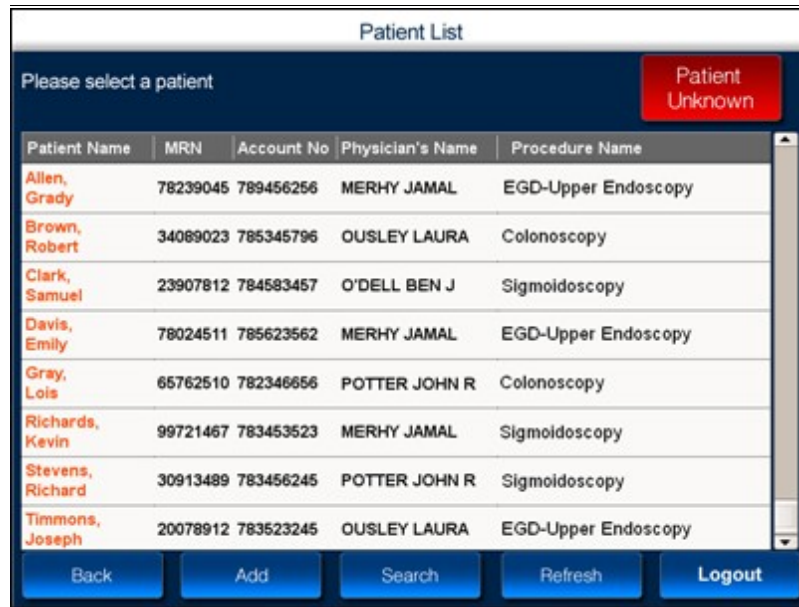 Patient List
Please select a patient
Patient
Unknown
Patient Name MRN Account No Physician's Name Procedure Name
Allen,
Grady 78239045 789456256 MERHY JAMAL EGD-Upper Endoscopy
Brown,
Robert 34089023 785345796 OUSLEY LAURA Colonoscopy
Clark,
Samuel 23907812 784583457 O'DELL BEN J Sigmoidoscopy
Davis,
Emily 78024511 785623562 MERHY JAMAL EGD-Upper Endoscopy
Gray,
Lois 65762510 782346656 POTTER JOHN R Colonoscopy
Richards,
Kevin 99721467 783453523 MERHY JAMAL Sigmoidoscopy
Stevens,
Richard 30913489 783456245 POTTER JOHN R Sigmoidoscopy
Timmons,
Joseph 20078912 783523245 OUSLEY LAURA EGD-Upper Endoscopy
Back Add Search Refresh Logout